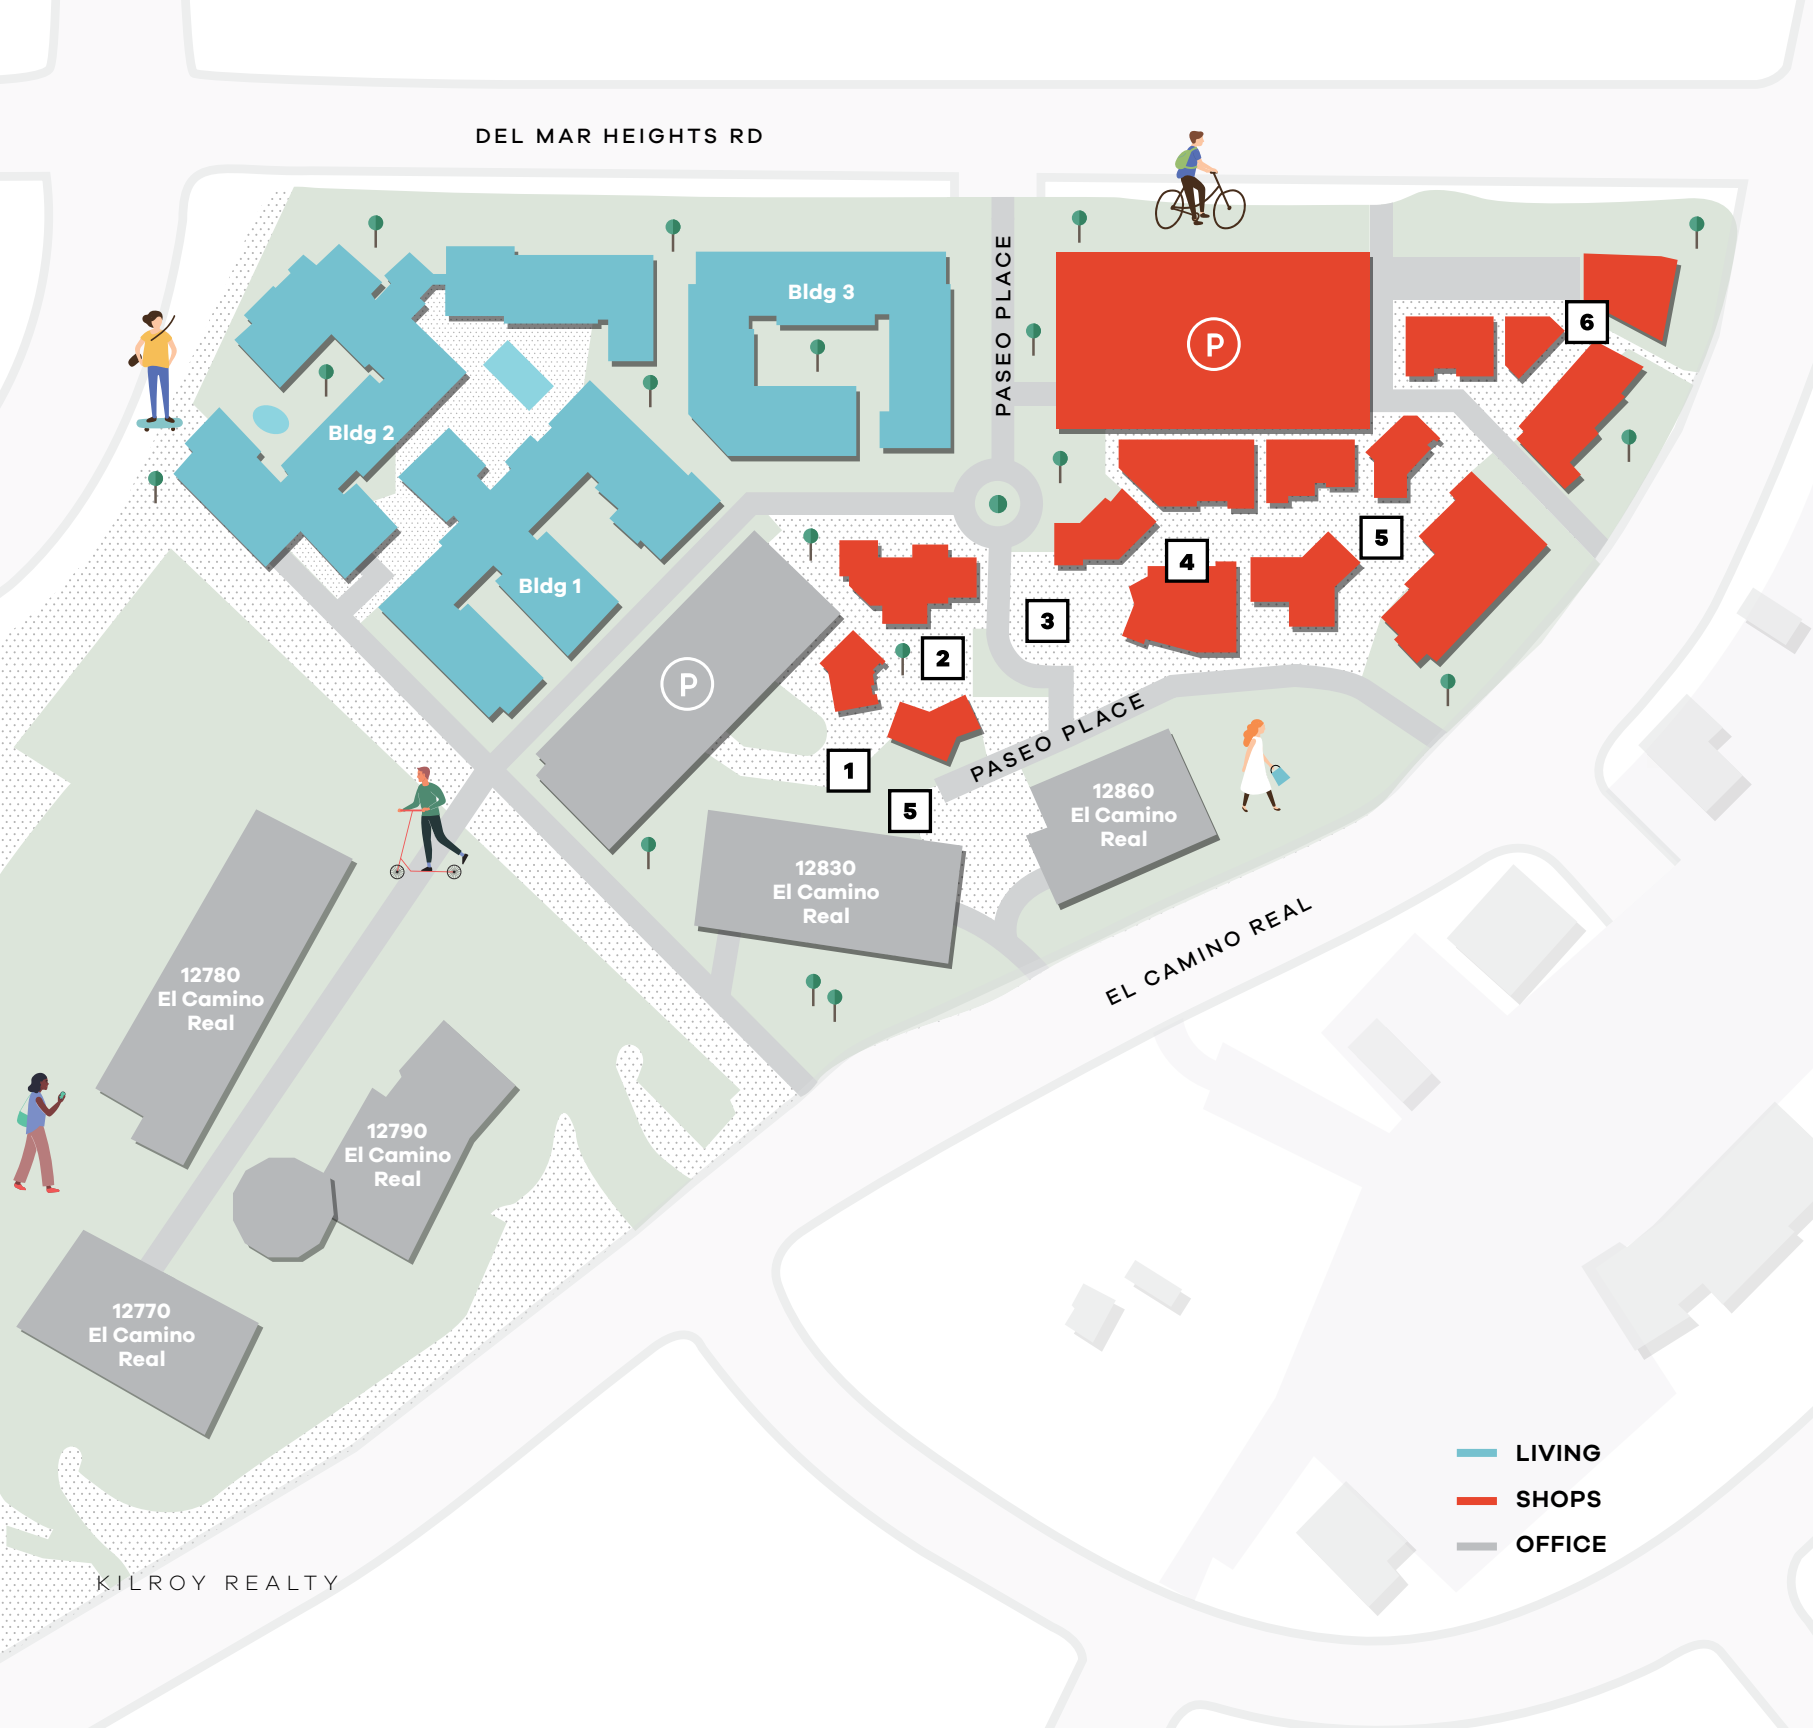 DEL MAR HEIGHTS RD
PASEO PLACE
Bldg 3
P
6
Bldg 2
5
4
Bldg 1
3
2
P
PASEO PLACE
1
12860
El Camino
Real
5
12830
El Camino
Real
EL CAMINO REAL
12780
El Camino
Real
12790
El Camino
Real
12770
El Camino
Real
LIVING
SHOPS
OFFICE
KILROY REALTY